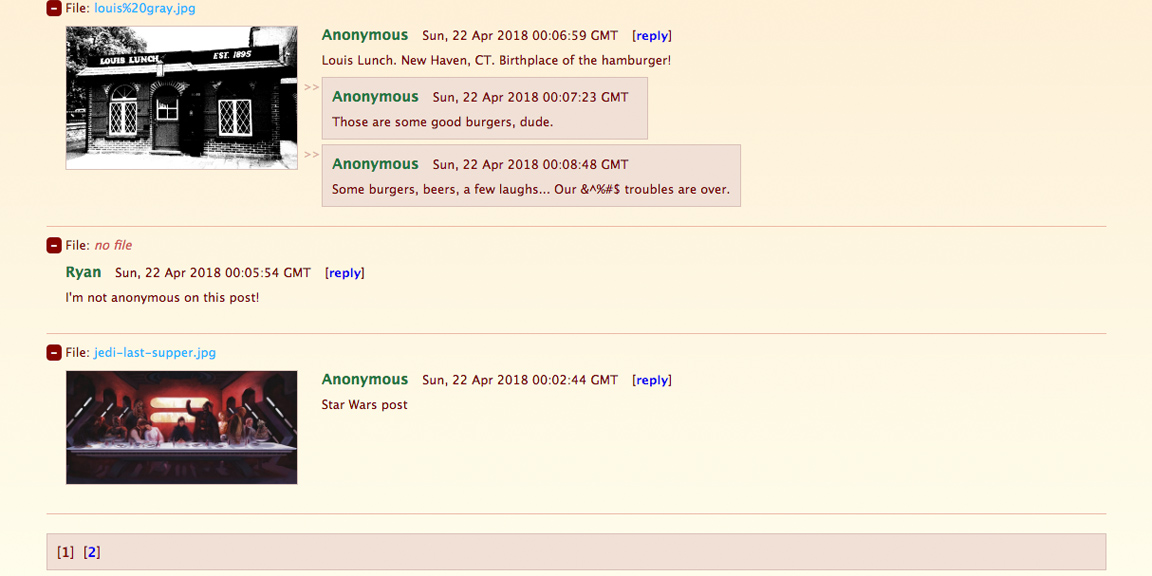 − File: louis%20gray.jpg
LOUIS LUNCH. EST. 1895
Anonymous Sun, 22 Apr 2018 00:06:59 GMT [reply]
Louis Lunch. New Haven, CT. Birthplace of the hamburger!
>> Anonymous Sun, 22 Apr 2018 00:07:23 GMT
Those are some good burgers, dude.
>> Anonymous Sun, 22 Apr 2018 00:08:48 GMT
Some burgers, beers, a few laughs... Our &^%#$ troubles are over.
− File: no file
Ryan Sun, 22 Apr 2018 00:05:54 GMT [reply]
I'm not anonymous on this post!
− File: jedi-last-supper.jpg
Anonymous Sun, 22 Apr 2018 00:02:44 GMT [reply]
Star Wars post
[1] [2]